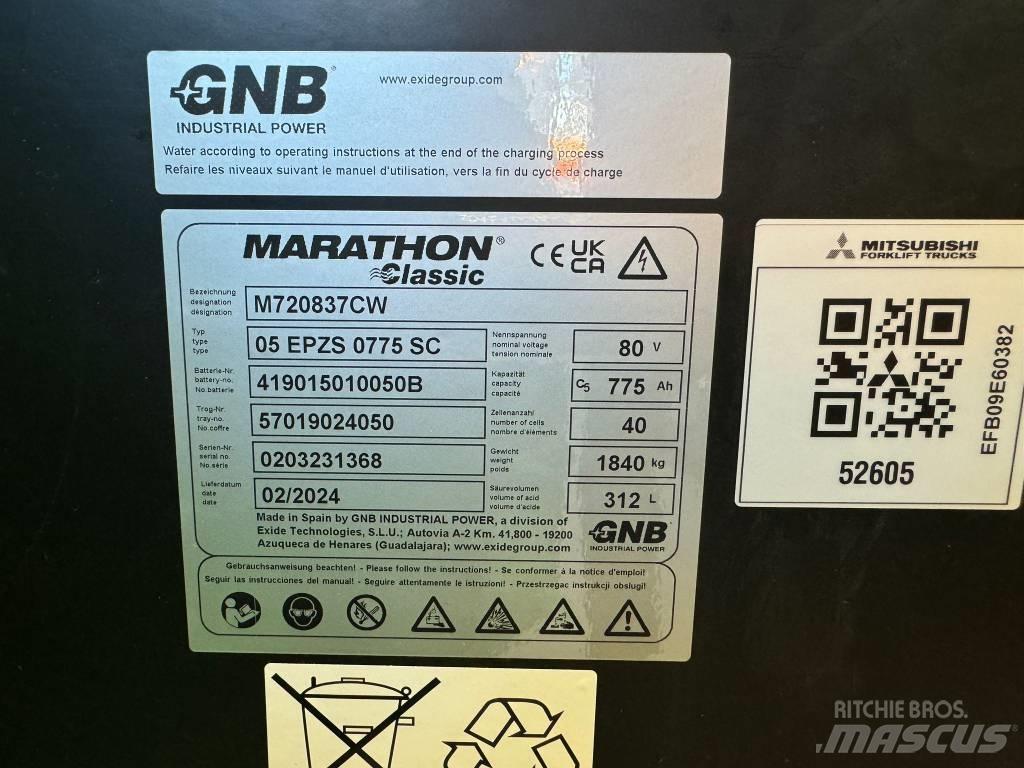 GNB®
www.exidegroup.com
INDUSTRIAL POWER
Water according to operating instructions at the end of the charging process
Refaire les niveaux suivant le manuel d'utilisation, vers la fin du cycle de charge
MARATHON®
Classic
CE UK CA
Bezeichnung
designation
désignation
M720837CW
Typ
type
type
05 EPZS 0775 SC
Nennspannung
nominal voltage
tension nominale
80 V
Batterie-Nr.
battery-no.
No.batterie
419015010050B
Kapazität
capacity
capacité
C5 775 Ah
Trog-Nr.
tray-no.
No.coffre
57019024050
Zellenanzahl
number of cells
nombre d'éléments
40
Serien-Nr.
serial no.
No.série
0203231368
Gewicht
weight
poids
1840 kg
Lieferdatum
date
date
02/2024
Säurevolumen
volume of acid
volume d'acide
312 L
Made in Spain by GNB INDUSTRIAL POWER, a division of
Exide Technologies, S.L.U.; Autovia A-2 Km. 41,800 - 19200
Azuqueca de Henares (Guadalajara); www.exidegroup.com
GNB®
INDUSTRIAL POWER
Gebrauchsanweisung beachten! - Please follow the instructions! - Se conformer à la notice d'emploi!
Seguir las instrucciones del manual! - Seguire attentamente le istruzioni! - Przestrzegac instrukcji obslugi!
MITSUBISHI
FORKLIFT TRUCKS
EFB09E60382
52605
RITCHIE BROS.
MASCUS